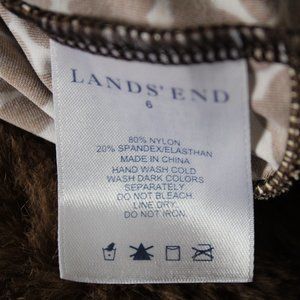 LANDS' END
6
80% NYLON
20% SPANDEX/ELASTHAN
MADE IN CHINA
HAND WASH COLD
WASH DARK COLORS
SEPARATELY
DO NOT BLEACH.
LINE DRY.
DO NOT IRON.